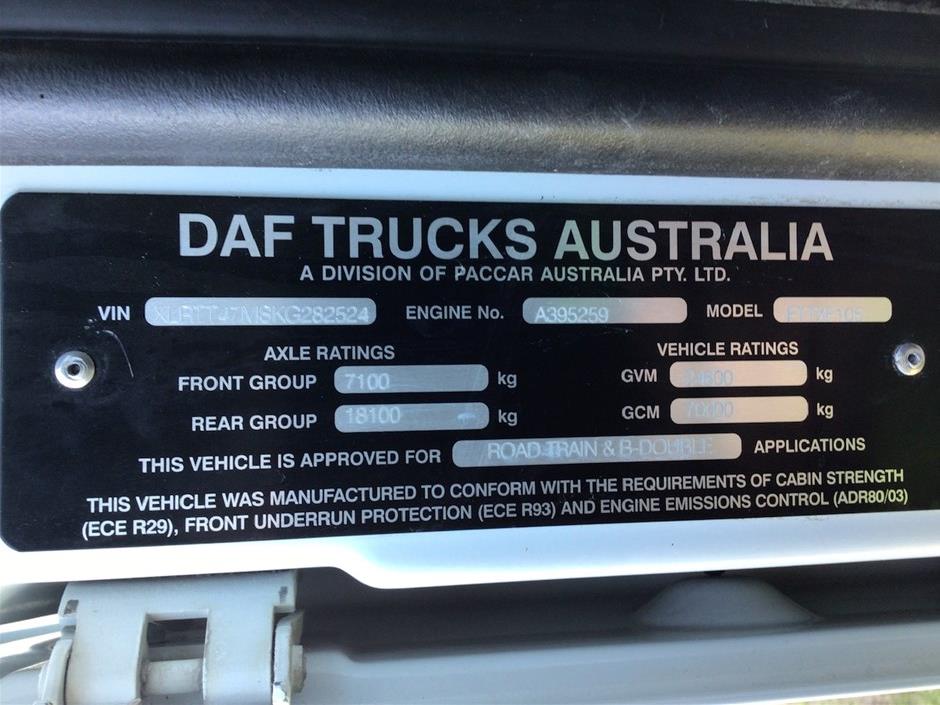 DAF TRUCKS AUSTRALIA
A DIVISION OF PACCAR AUSTRALIA PTY. LTD.
VIN ENGINE No. A395259 MODEL
AXLE RATINGS VEHICLE RATINGS
FRONT GROUP 7100 kg GVM kg
REAR GROUP 18100 kg GCM kg
THIS VEHICLE IS APPROVED FOR ROAD TRAIN & B-DOUBLE APPLICATIONS
THIS VEHICLE WAS MANUFACTURED TO CONFORM WITH THE REQUIREMENTS OF CABIN STRENGTH
(ECE R29), FRONT UNDERRUN PROTECTION (ECE R93) AND ENGINE EMISSIONS CONTROL (ADR80/03)